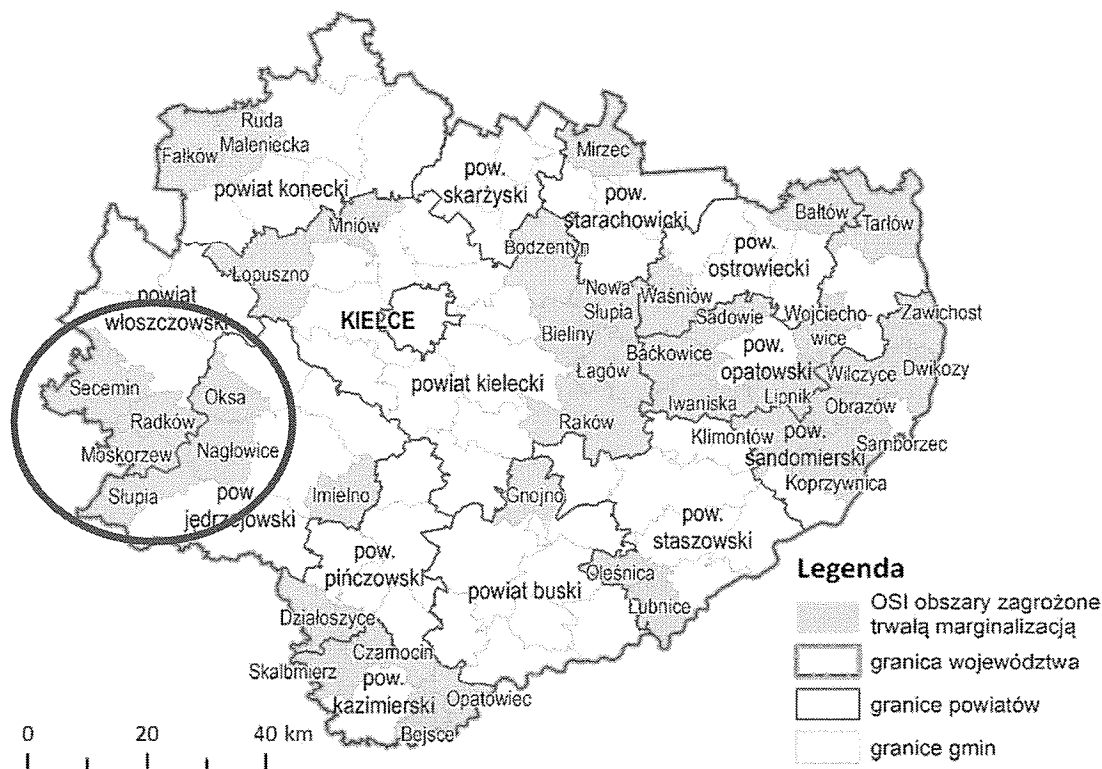 Ruda
Maleniecka
Fałków
powiat konecki
pow.
skarżyski
Mirzec
pow.
starachowicki
Mniów
Bodzentyn
Bałtów
Tarłów
pow.
ostrowiecki
Łopuszno
powiat
włoszczowski
KIELCE
Nowa
Słupia
Waśniów
Sadowie
Wojciecho-
wice
Zawichost
Bieliny
Baćkowice
pow.
opatowski
Dwikozy
Wilczyce
Łagów
powiat kielecki
Secemin
Oksa
Iwaniska
Lipnik
Obrazów
Radków
Raków
Klimontów
Samborzec
Moskorzew
Nagłowice
pow.
sandomierski
Koprzywnica
Słupia
pow.
jędrzejowski
Imielno
Gnojno
pow.
staszowski
pow.
pińczowski
powiat buski
Oleśnica
Łubnice
Działoszyce
Czarnocin
Skalbmierz
pow.
kazimierski
Opatowiec
Bejsce
0 20 40 km
Legenda
OSI obszary zagrożone
trwałą marginalizacją
granica województwa
granice powiatów
granice gmin